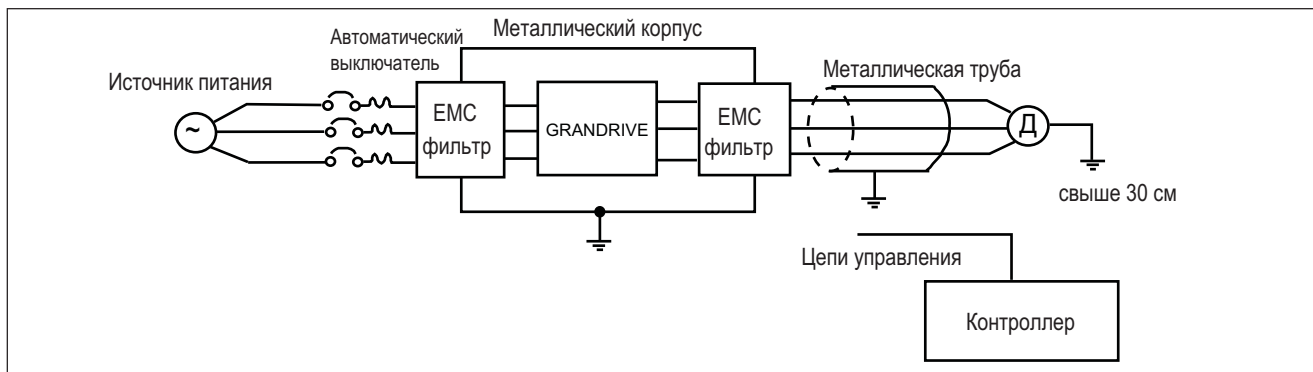 Металлический корпус
Автоматический
выключатель
Источник питания
Металлическая труба
~
EMC
фильтр
GRANDRIVE
EMC
фильтр
Д
свыше 30 см
Цепи управления
Контроллер